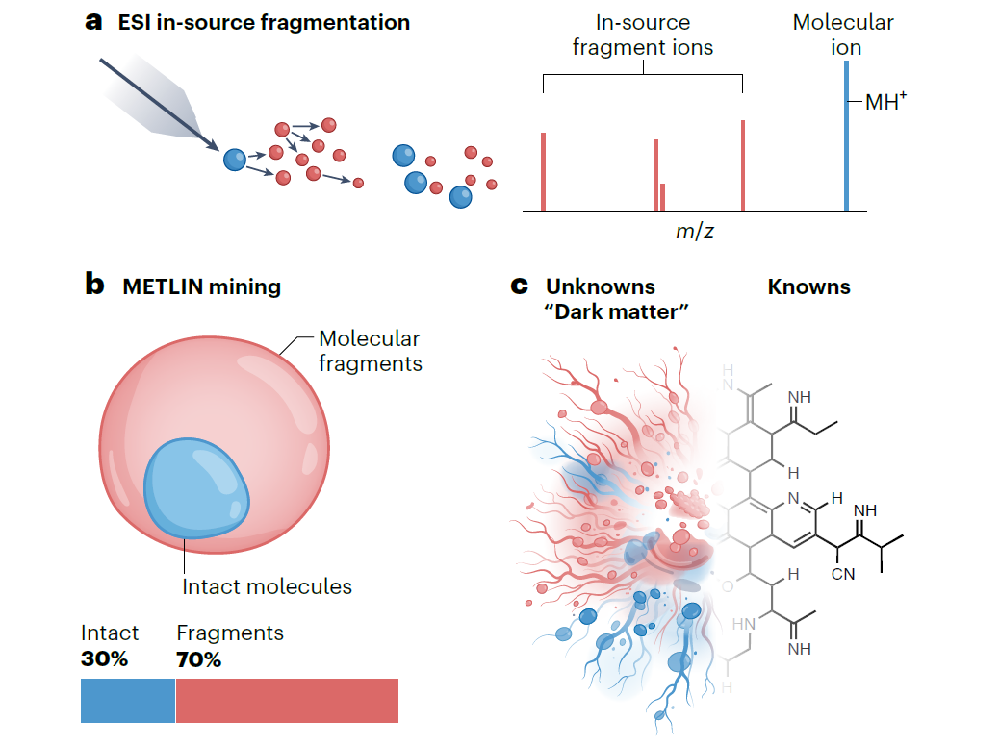 a ESI in-source fragmentation
In-source
fragment ions
Molecular
ion
MH⁺
m/z
b METLIN mining
Molecular
fragments
Intact molecules
Intact
30%
Fragments
70%
c Unknowns
“Dark matter”
Knowns
H
N
NH
H
N
H
NH
CN
H
O
HN
NH
H